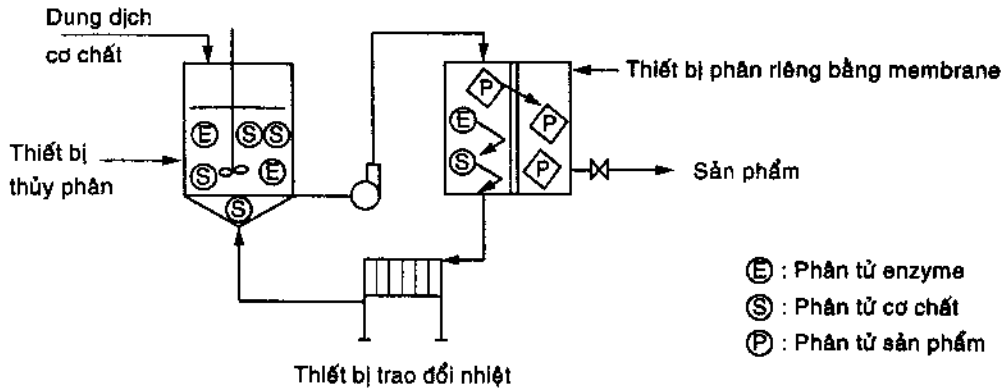 Dung dịch
cơ chất
Thiết bị phân riêng bằng membrane
P
P
E
E
S
S
Thiết bị
thủy phân
S
E
S
P
Sản phẩm
S
E : Phân tử enzyme
S : Phân tử cơ chất
P : Phân tử sản phẩm
Thiết bị trao đổi nhiệt